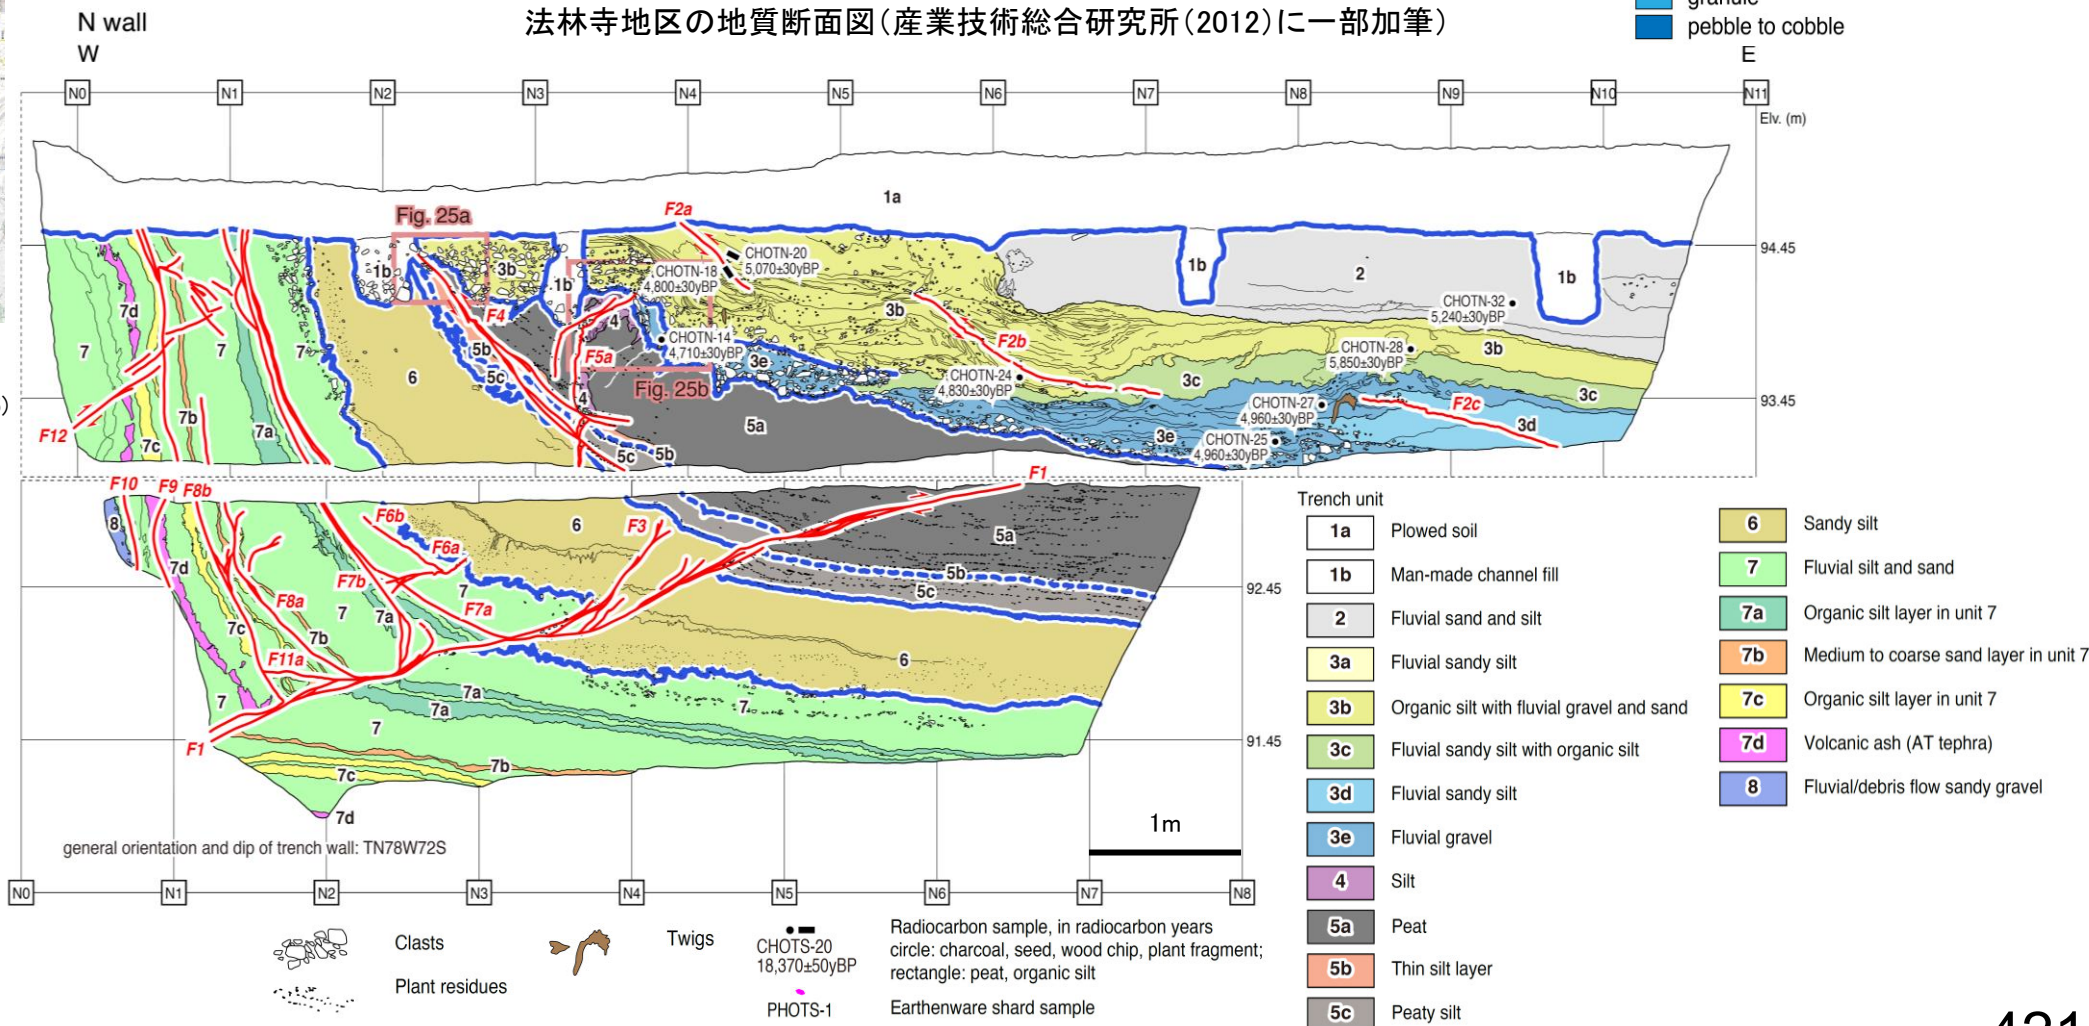 法林寺地区の地質断面図(産業技術総合研究所(2012)に一部加筆)
granule
pebble to cobble
N wall
W
E
N0 N1 N2 N3 N4 N5 N6 N7 N8 N9 N10 N11
Elv. (m)
1a
Fig. 25a
F2a
CHOTN-20
5,070±30yBP
CHOTN-18
4,800±30yBP
94.45
1b
3b
1b
1b
2
1b
CHOTN-32
5,240±30yBP
7d
F4
4
3b
F2b
CHOTN-14
4,710±30yBP
CHOTN-28
5,850±30yBP
3b
7
7
7
5b
F5a
3e
6
5c
Fig. 25b
CHOTN-24
4,830±30yBP
3c
3c
93.45
4
CHOTN-27
4,960±30yBP
F2c
7b
F12
7c
7a
5a
3e
3d
CHOTN-25
4,960±30yBP
5c
5b
F10 F9 F8b
F1
8
F6b
6
F3
5a
F6a
7d
F7b
7
5b
5c
92.45
F8a
7
7a
F7a
7c
7b
F11a
6
7
7a
7a
7
7
F1
91.45
7b
7c
7d
1m
general orientation and dip of trench wall: TN78W72S
N0 N1 N2 N3 N4 N5 N6 N7 N8
Trench unit
1a Plowed soil
1b Man-made channel fill
2 Fluvial sand and silt
3a Fluvial sandy silt
3b Organic silt with fluvial gravel and sand
3c Fluvial sandy silt with organic silt
3d Fluvial sandy silt
3e Fluvial gravel
4 Silt
5a Peat
5b Thin silt layer
5c Peaty silt
6 Sandy silt
7 Fluvial silt and sand
7a Organic silt layer in unit 7
7b Medium to coarse sand layer in unit 7
7c Organic silt layer in unit 7
7d Volcanic ash (AT tephra)
8 Fluvial/debris flow sandy gravel
Clasts
Plant residues
Twigs
CHOTS-20
18,370±50yBP
PHOTS-1
Radiocarbon sample, in radiocarbon years
circle: charcoal, seed, wood chip, plant fragment;
rectangle: peat, organic silt
Earthenware shard sample